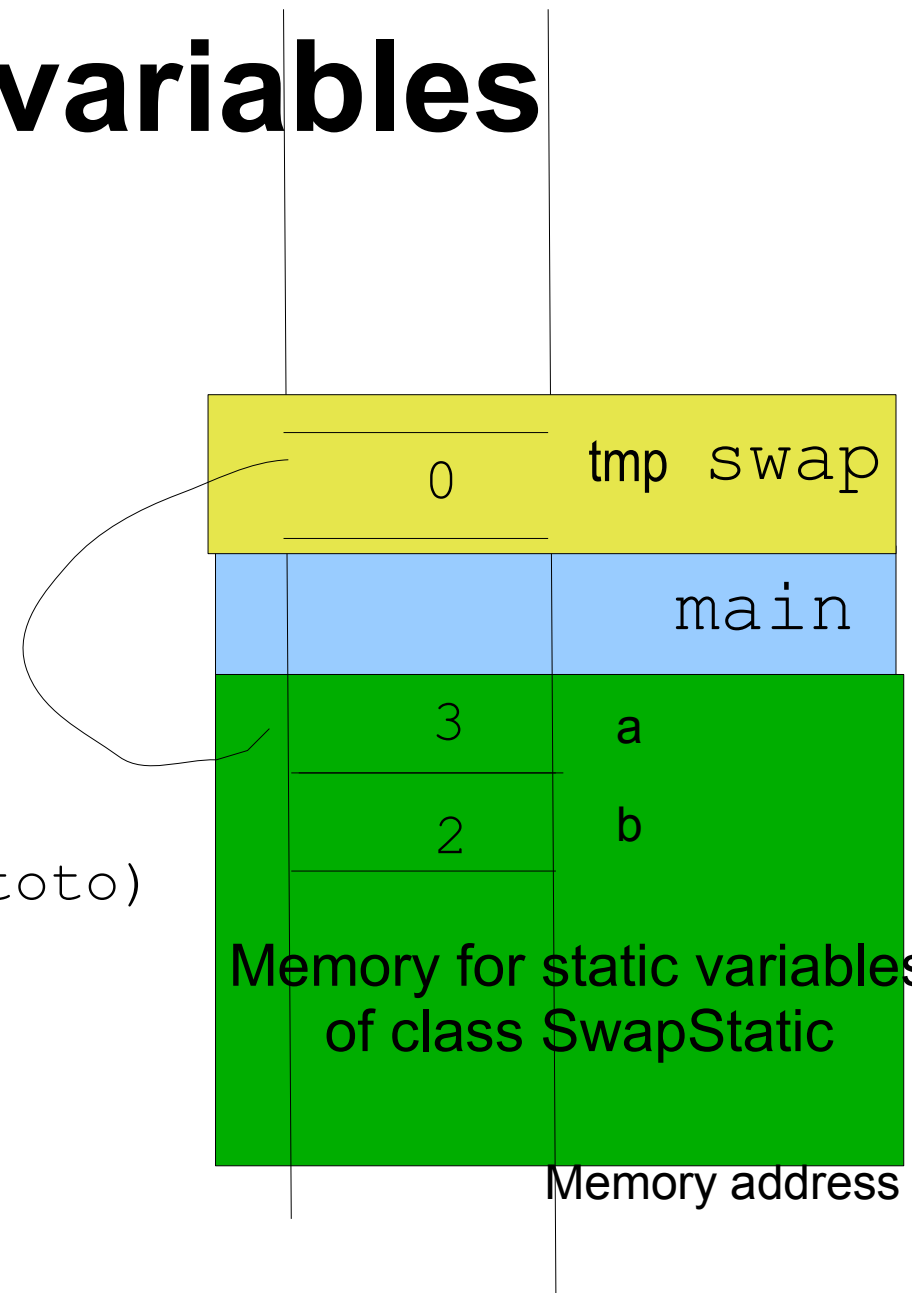 variables
0 tmp swap
main
3 a
2 b
toto)
Memory for static variables
of class SwapStatic
Memory address